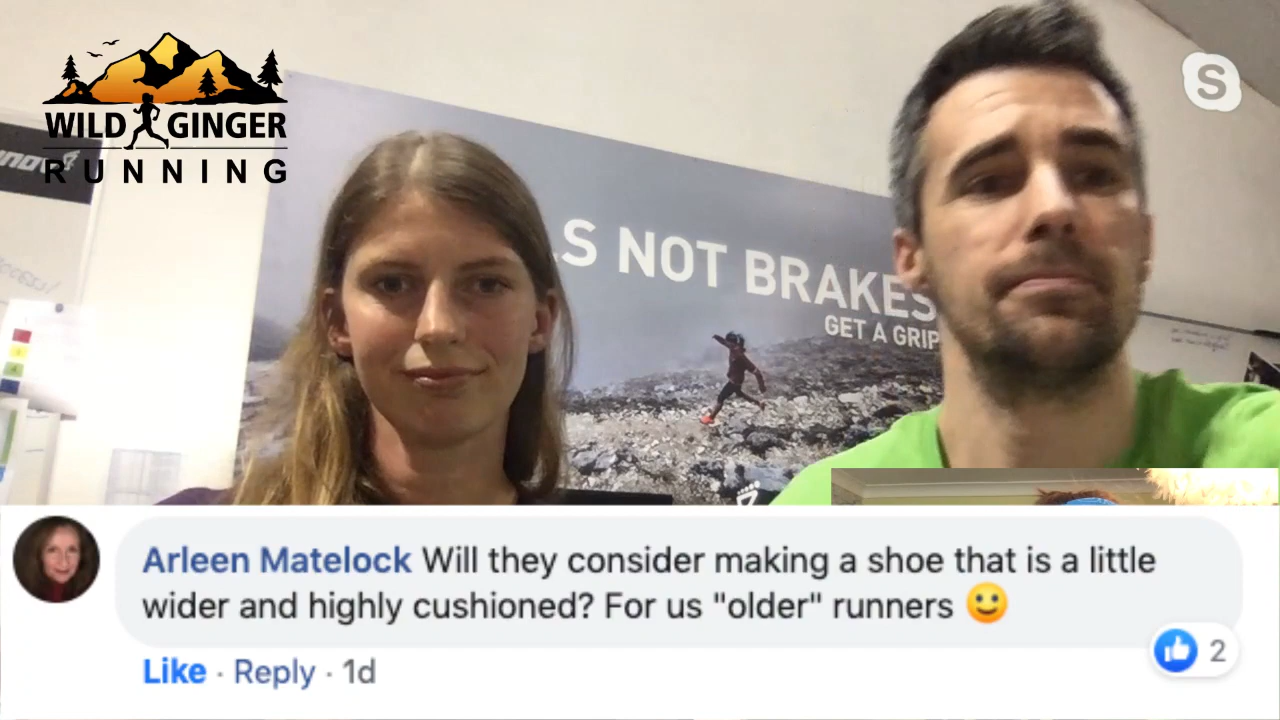 WILD GINGER
RUNNING
S
S NOT BRAKES
GET A GRIP
Arleen Matelock Will they consider making a shoe that is a little
wider and highly cushioned? For us "older" runners 🙂
Like · Reply · 1d
2